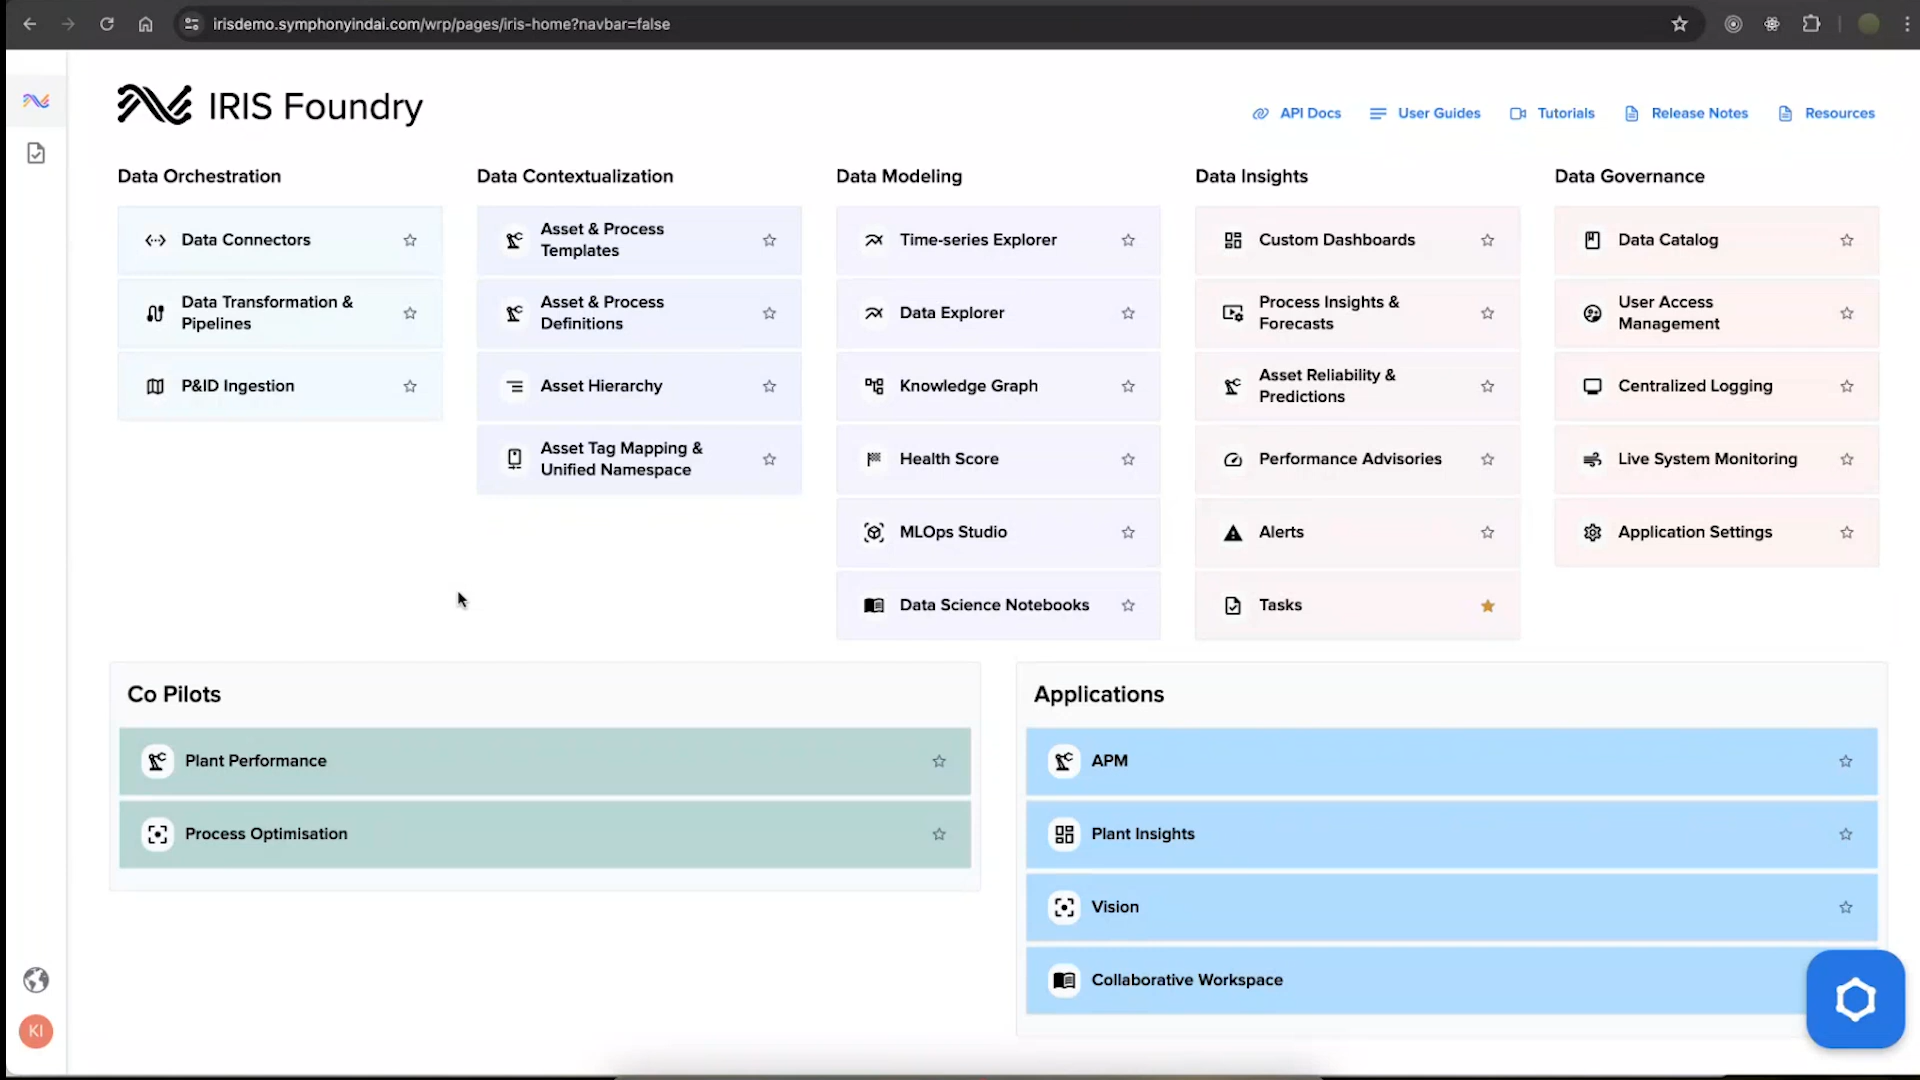 irisdemo.symphonyindai.com/wrp/pages/iris-home?navbar=false
IRIS Foundry
API Docs
User Guides
Tutorials
Release Notes
Resources
Data Orchestration
Data Connectors
Data Transformation &
Pipelines
P&ID Ingestion
Data Contextualization
Asset & Process
Templates
Asset & Process
Definitions
Asset Hierarchy
Asset Tag Mapping &
Unified Namespace
Data Modeling
Time-series Explorer
Data Explorer
Knowledge Graph
Health Score
MLOps Studio
Data Science Notebooks
Data Insights
Custom Dashboards
Process Insights &
Forecasts
Asset Reliability &
Predictions
Performance Advisories
Alerts
Tasks
Data Governance
Data Catalog
User Access
Management
Centralized Logging
Live System Monitoring
Application Settings
Co Pilots
Plant Performance
Process Optimisation
Applications
APM
Plant Insights
Vision
Collaborative Workspace
KI